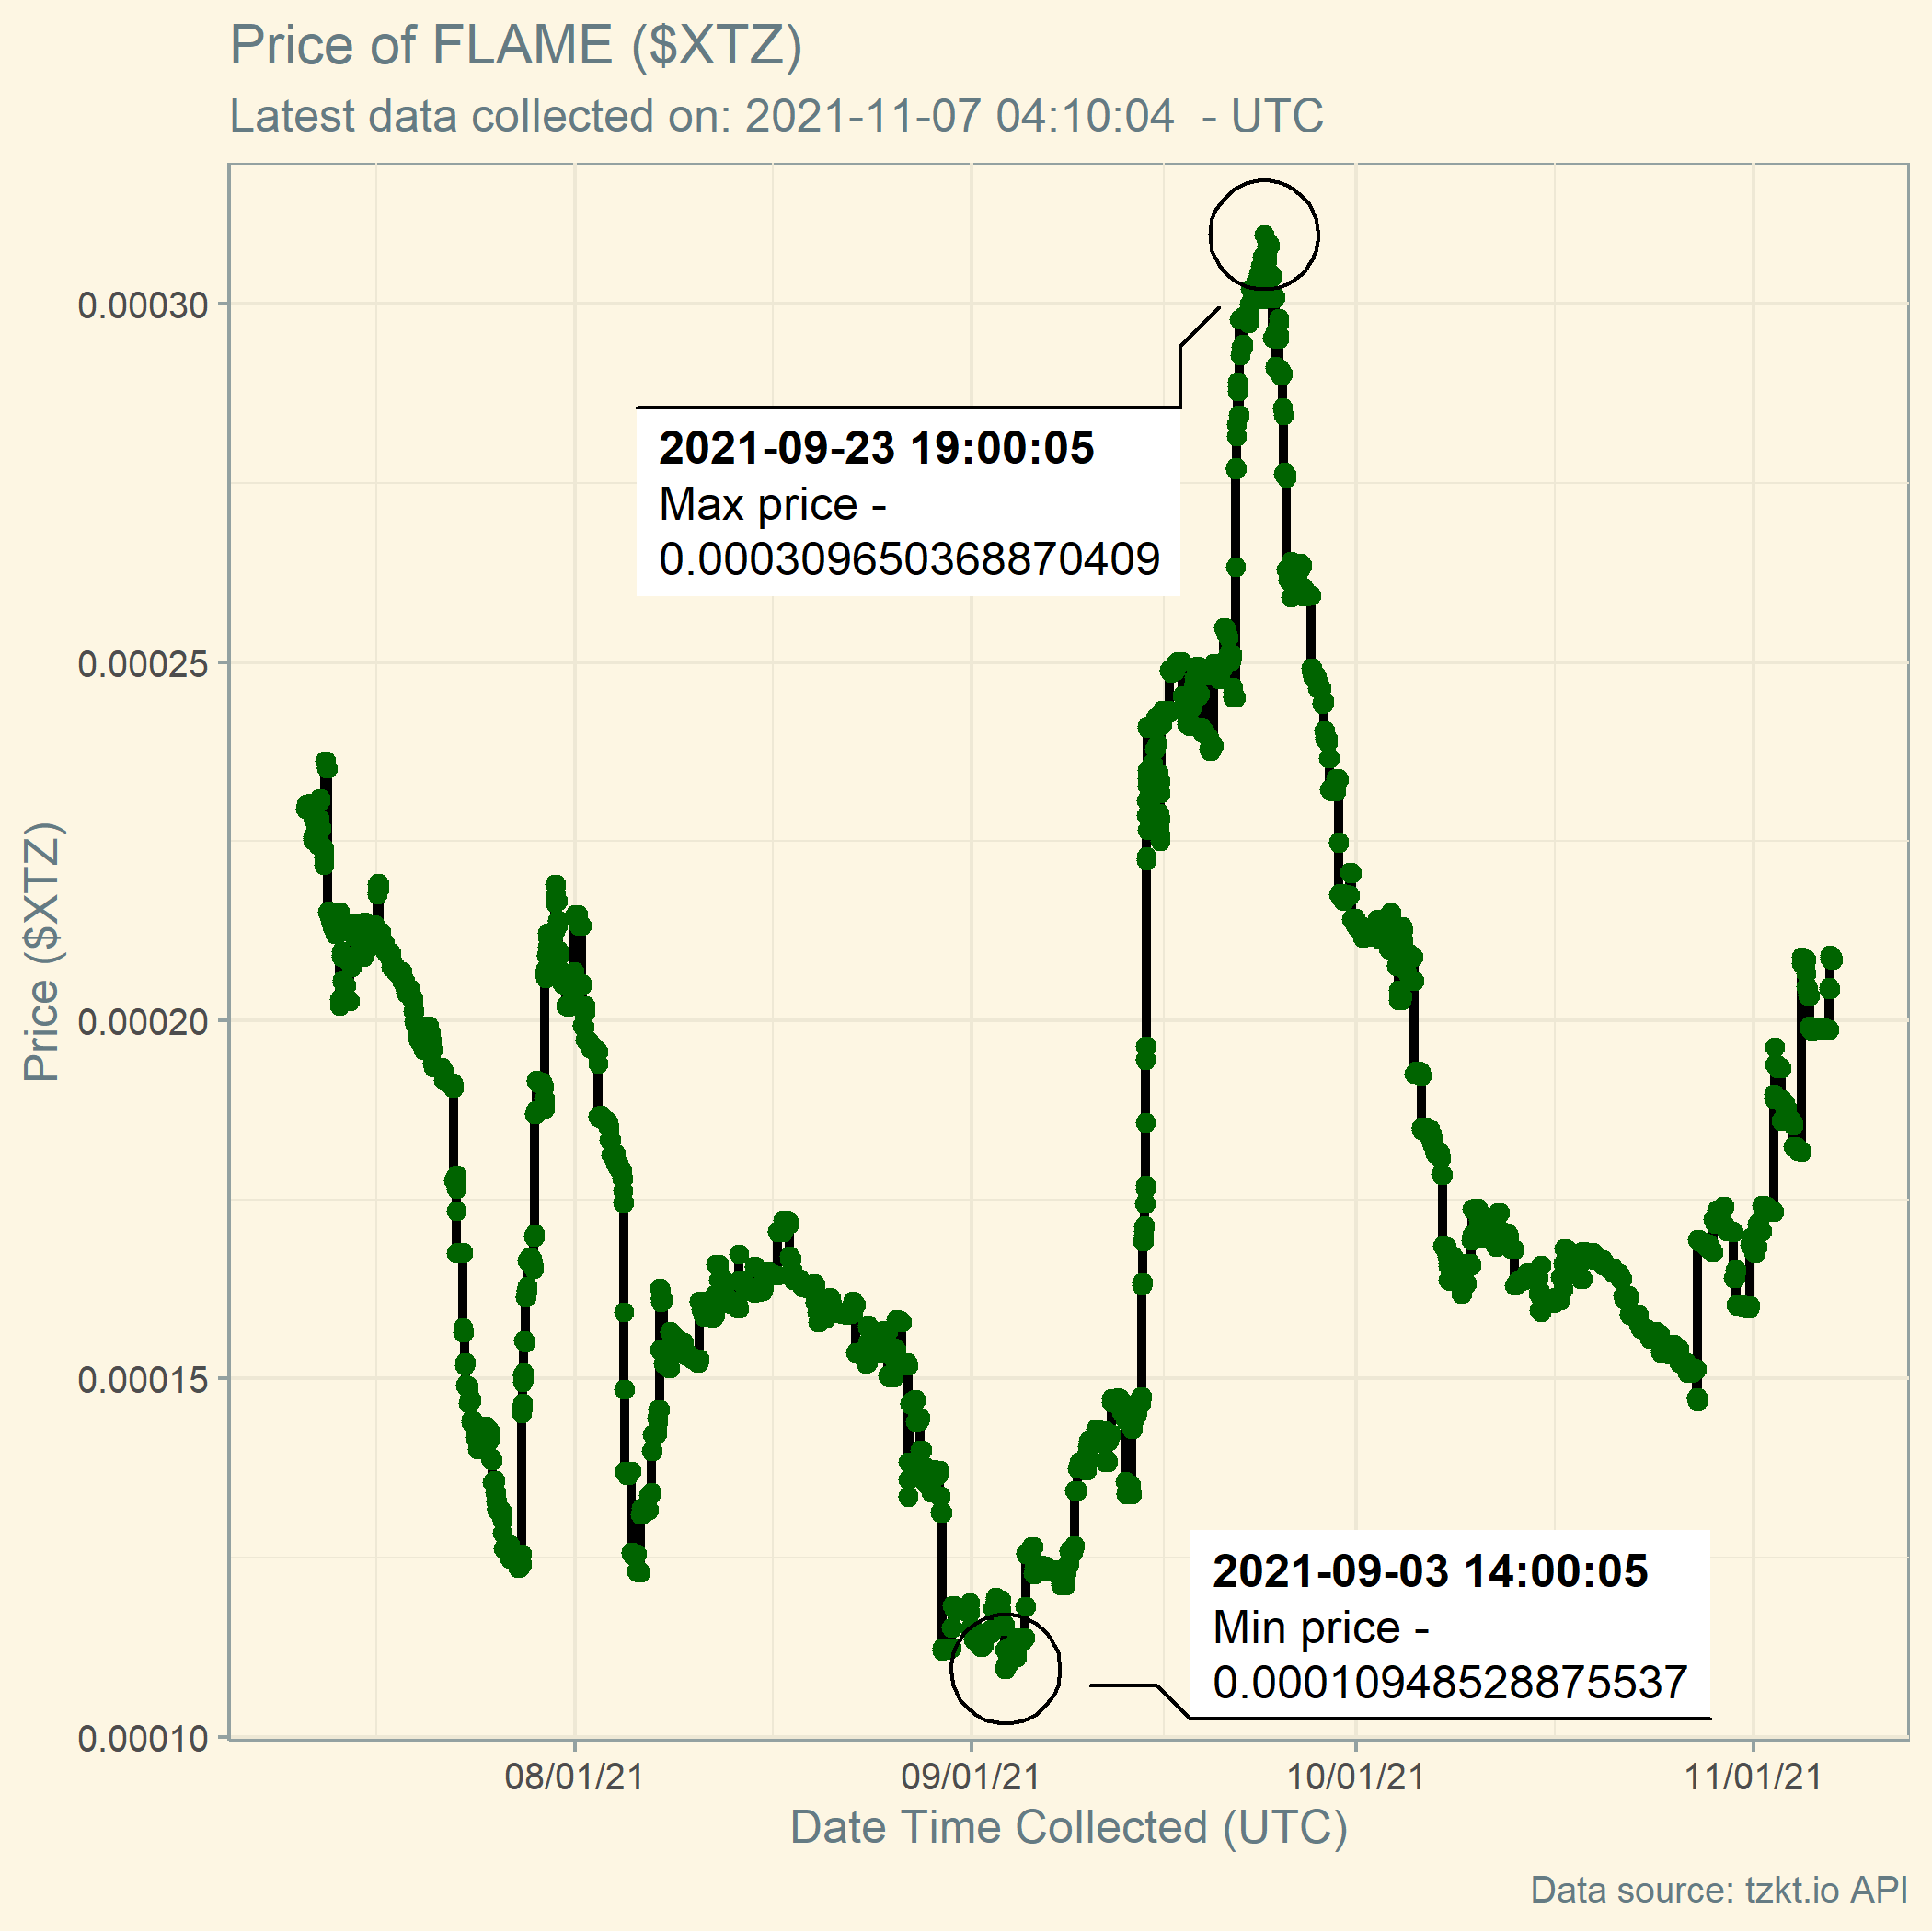 Price of FLAME ($XTZ)
Latest data collected on: 2021-11-07 04:10:04  - UTC
Price ($XTZ)
0.00030
0.00025
0.00020
0.00015
0.00010
2021-09-23 19:00:05
Max price -
0.000309650368870409
2021-09-03 14:00:05
Min price -
0.000109485288755​37
08/01/21
09/01/21
10/01/21
11/01/21
Date Time Collected (UTC)
Data source: tzkt.io API